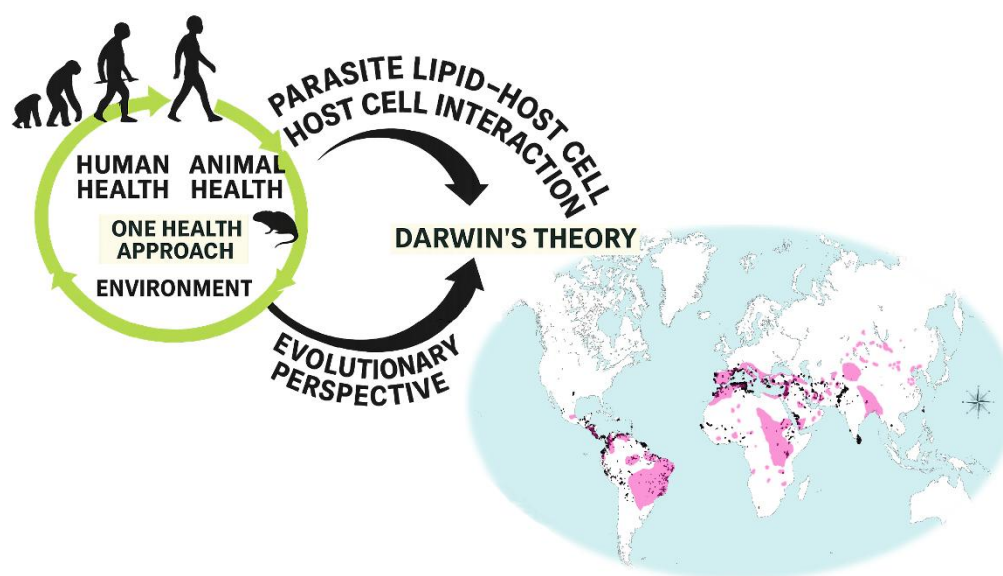 PARASITE LIPID–HOST CELL
HOST CELL INTERACTION
HUMAN ANIMAL
HEALTH HEALTH
ONE HEALTH
APPROACH
ENVIRONMENT
DARWIN'S THEORY
EVOLUTIONARY
PERSPECTIVE